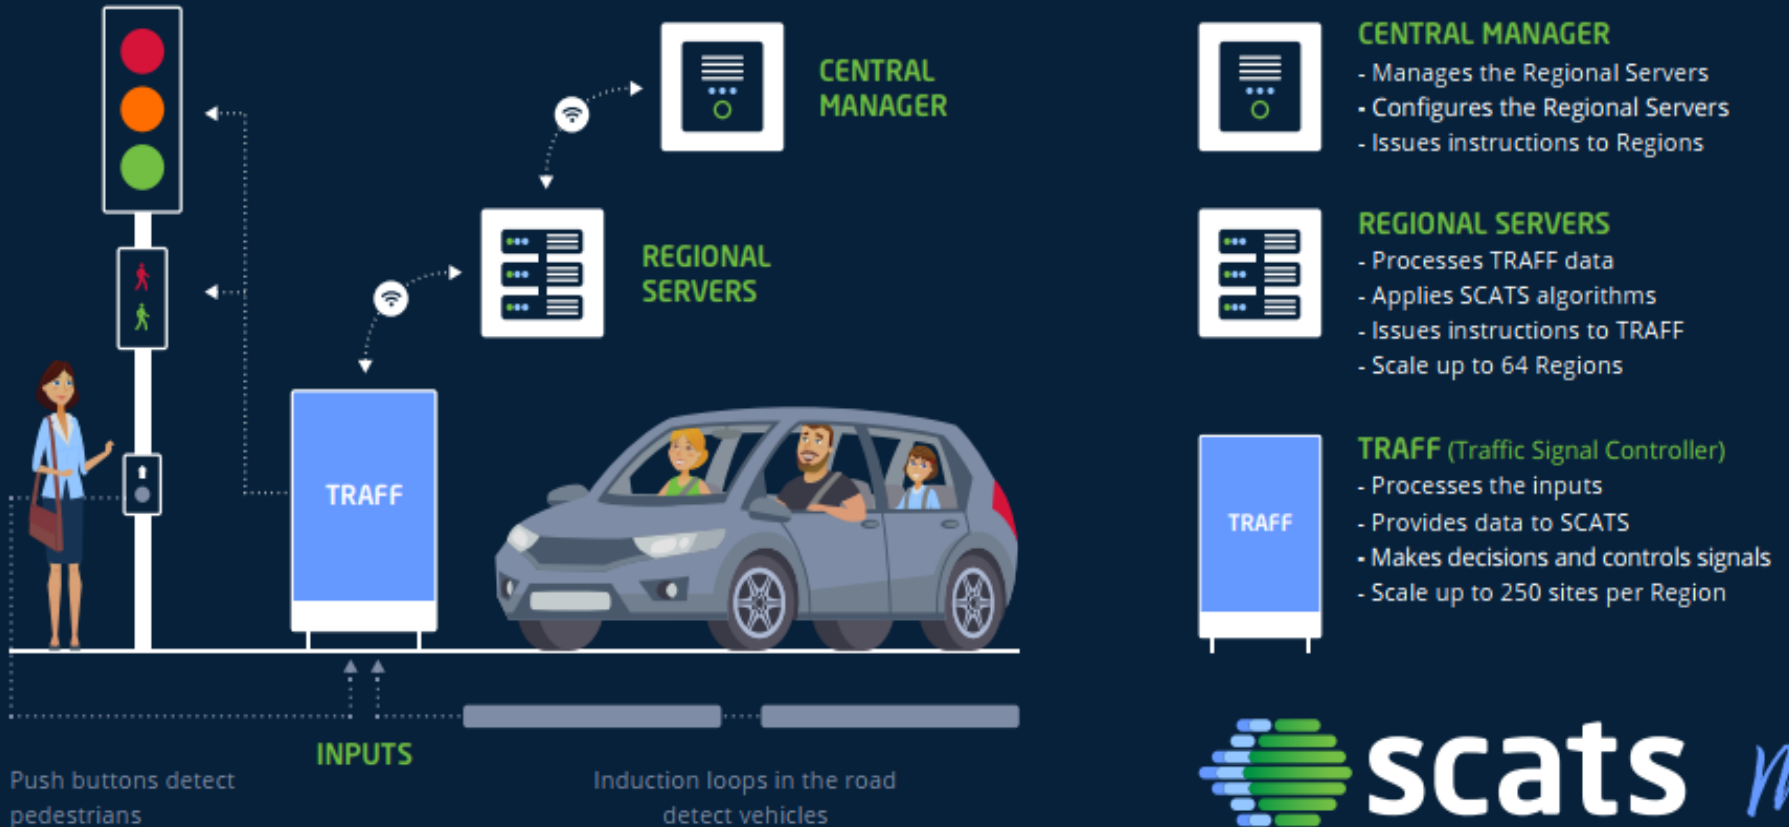 CENTRAL
MANAGER
REGIONAL
SERVERS
TRAFF
INPUTS
Push buttons detect
pedestrians
Induction loops in the road
detect vehicles
CENTRAL MANAGER
- Manages the Regional Servers
- Configures the Regional Servers
- Issues instructions to Regions
REGIONAL SERVERS
- Processes TRAFF data
- Applies SCATS algorithms
- Issues instructions to TRAFF
- Scale up to 64 Regions
TRAFF
TRAFF (Traffic Signal Controller)
- Processes the inputs
- Provides data to SCATS
- Makes decisions and controls signals
- Scale up to 250 sites per Region
scats